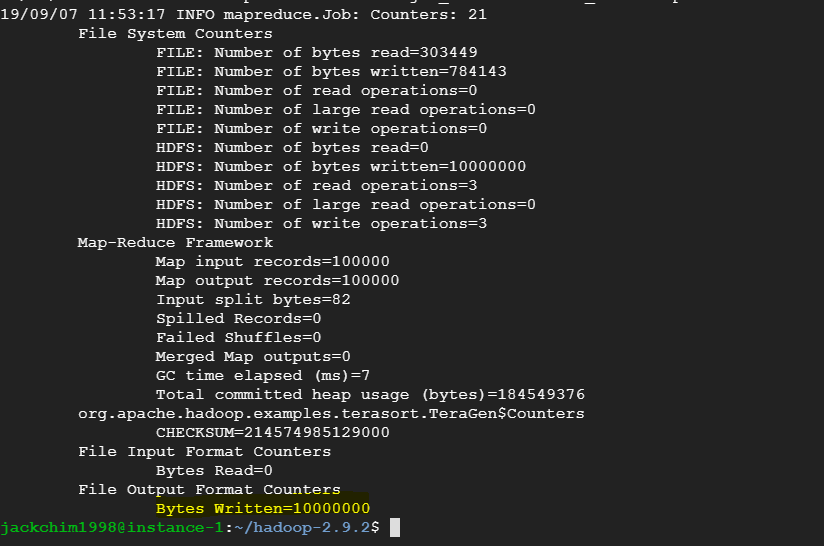 19/09/07 11:53:17 INFO mapreduce.Job: Counters: 21
File System Counters
FILE: Number of bytes read=303449
FILE: Number of bytes written=784143
FILE: Number of read operations=0
FILE: Number of large read operations=0
FILE: Number of write operations=0
HDFS: Number of bytes read=0
HDFS: Number of bytes written=10000000
HDFS: Number of read operations=3
HDFS: Number of large read operations=0
HDFS: Number of write operations=3
Map-Reduce Framework
Map input records=100000
Map output records=100000
Input split bytes=82
Spilled Records=0
Failed Shuffles=0
Merged Map outputs=0
GC time elapsed (ms)=7
Total committed heap usage (bytes)=184549376
org.apache.hadoop.examples.terasort.TeraGen$Counters
CHECKSUM=214574985129000
File Input Format Counters
Bytes Read=0
File Output Format Counters
Bytes Written=10000000
jackchim1998@instance-1:~/hadoop-2.9.2$